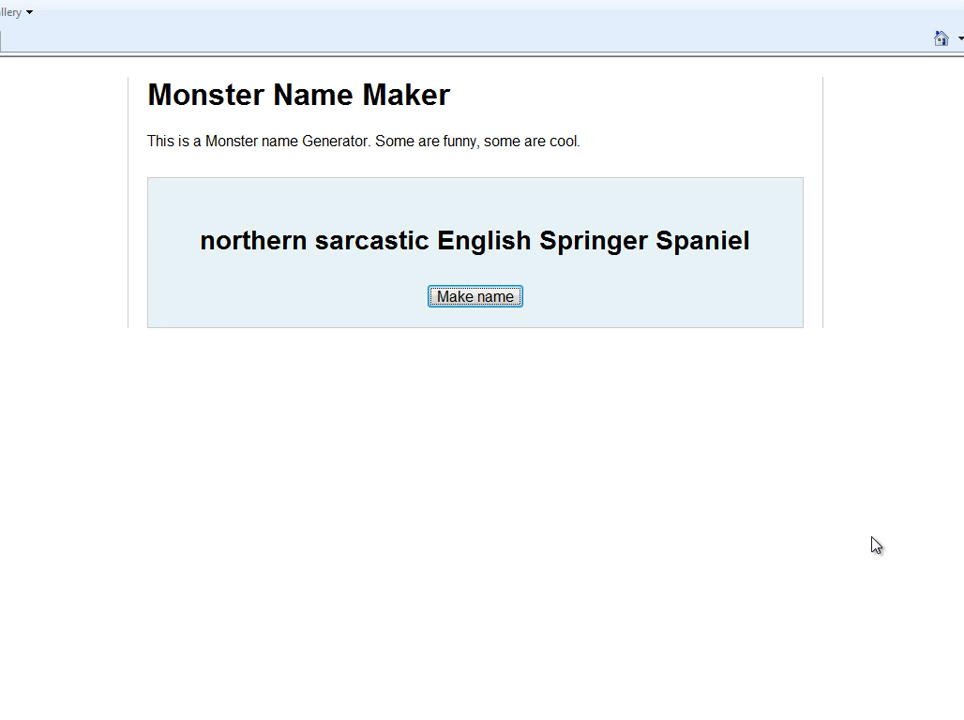 llery
Monster Name Maker
This is a Monster name Generator. Some are funny, some are cool.
northern sarcastic English Springer Spaniel
Make name